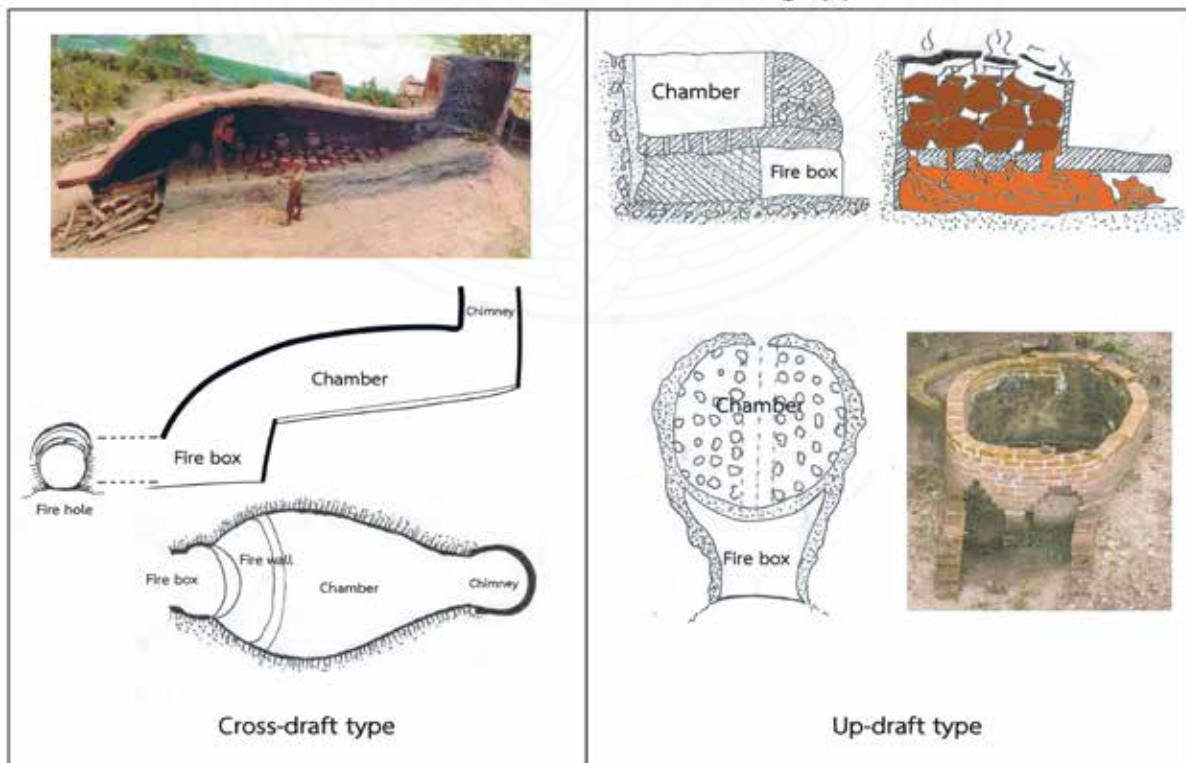 Chimney
Chamber
Fire box
Fire hole
Fire box
Fire wall
Chamber
Chimney
Cross-draft type
Chamber
Fire box
Chamber
Fire box
Up-draft type